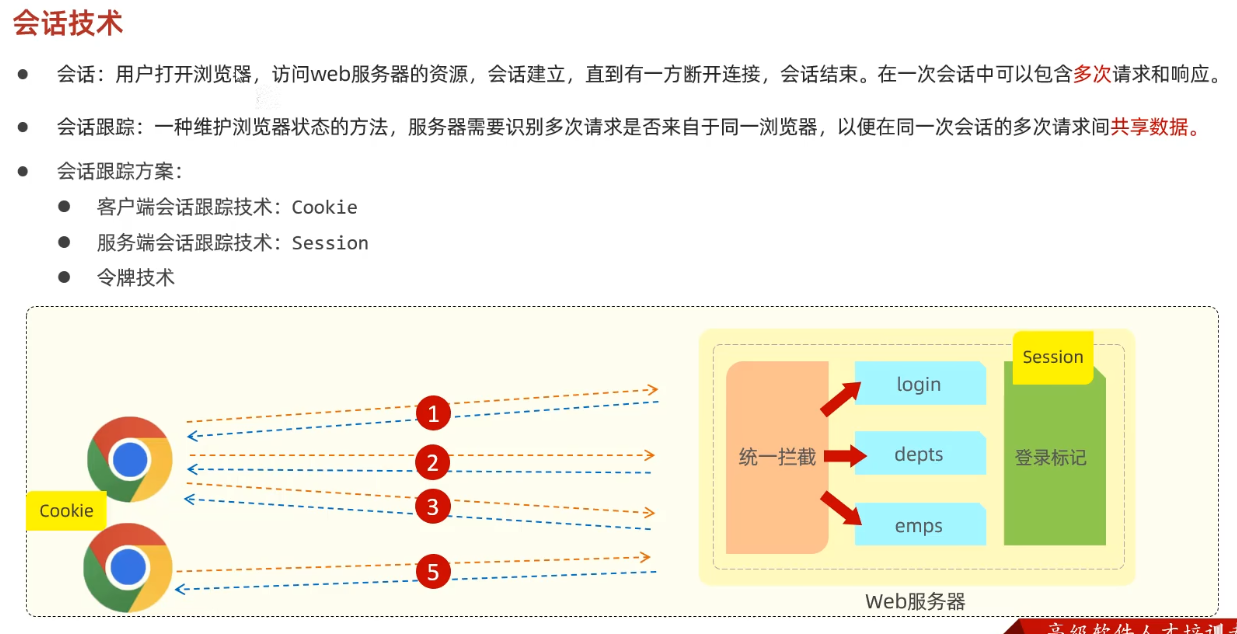 会话技术
会话：用户打开浏览器，访问web服务器的资源，会话建立，直到有一方断开连接，会话结束。在一次会话中可以包含多次请求和响应。
会话跟踪：一种维护浏览器状态的方法，服务器需要识别多次请求是否来自于同一浏览器，以便在同一次会话的多次请求间共享数据。
会话跟踪方案：
客户端会话跟踪技术：Cookie
服务端会话跟踪技术：Session
令牌技术
Session
login
1
统一拦截
depts
登录标记
2
3
Cookie
emps
5
Web服务器
高级软件人才培训